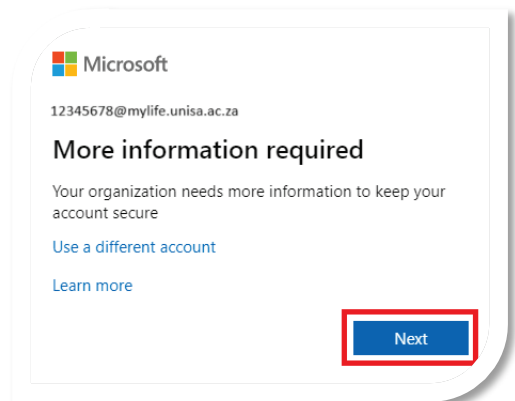 Microsoft
12345678@mylife.unisa.ac.za
More information required
Your organization needs more information to keep your
account secure
Use a different account
Learn more
Next